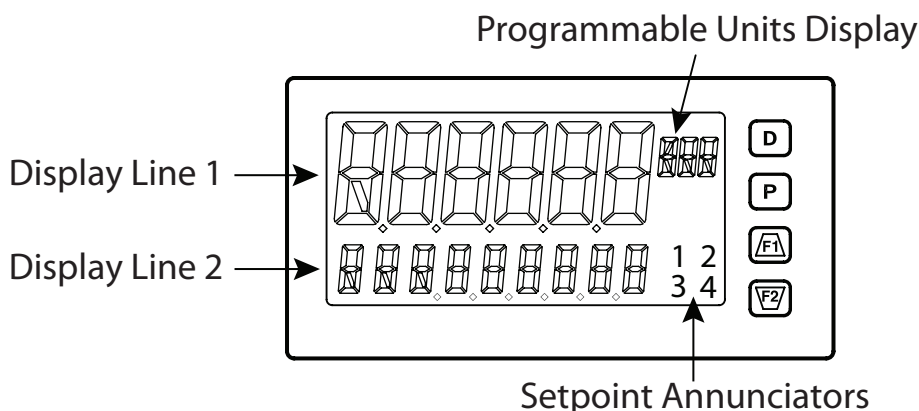 Programmable Units Display
D
Display Line 1
P
F1
Display Line 2
1 2
3 4
F2
Setpoint Annunciators